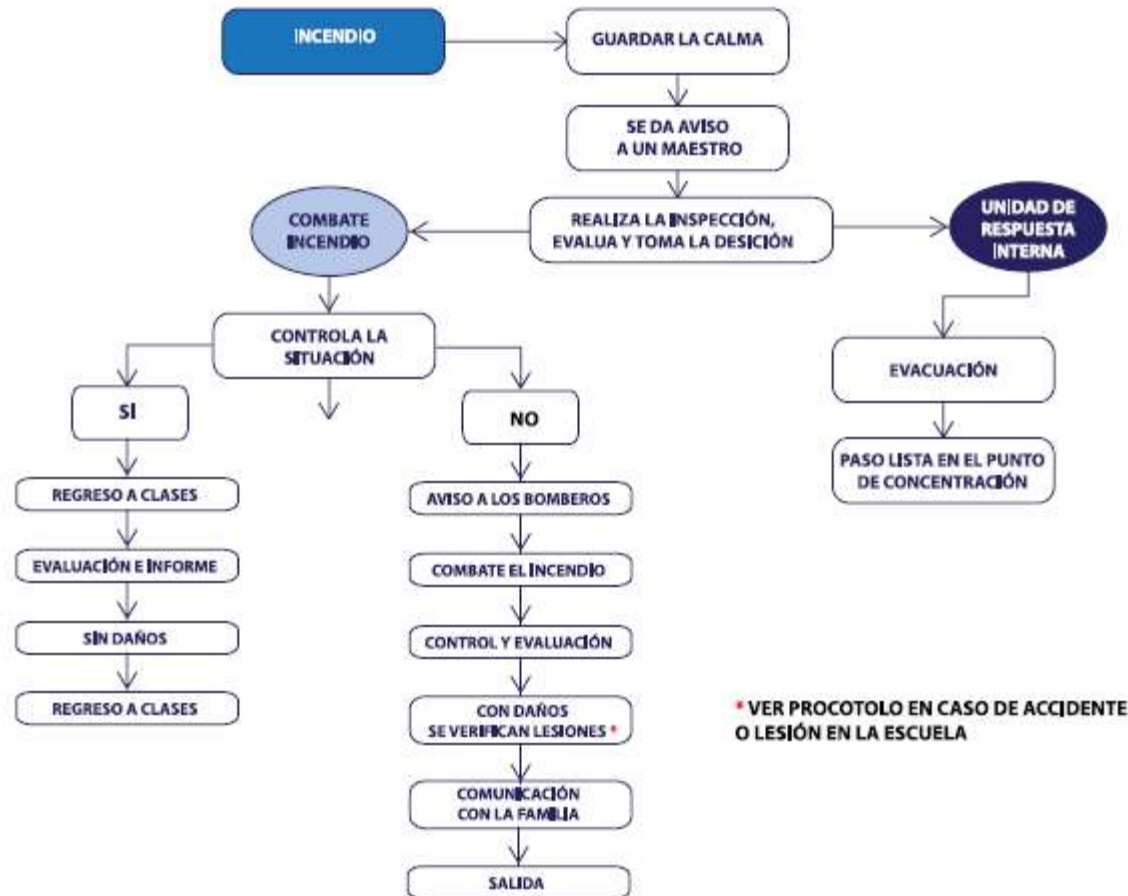 INCENDIO
GUARDAR LA CALMA
SE DA AVISO
A UN MAESTRO
COMBATE
INCENDIO
REALIZA LA INSPECCIÓN,
EVALUA Y TOMA LA DESICIÓN
UNIDAD DE
RESPUESTA
INTERNA
CONTROLA LA
SITUACIÓN
EVACUACIÓN
SI
NO
PASO LISTA EN EL PUNTO
DE CONCENTRACIÓN
REGRESO A CLASES
AVISO A LOS BOMBEROS
EVALUACIÓN E INFORME
COMBATE EL INCENDIO
SIN DAÑOS
CONTROL Y EVALUACIÓN
REGRESO A CLASES
CON DAÑOS
SE VERIFICAN LESIONES *
* VER PROCOTOLO EN CASO DE ACCIDENTE
O LESIÓN EN LA ESCUELA
COMUNICACIÓN
CON LA FAMILIA
SALIDA